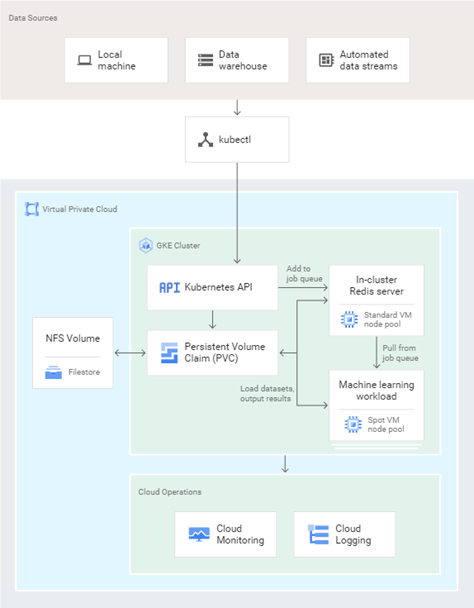 Data Sources
Local
machine
Data
warehouse
Automated
data streams
kubectl
Virtual Private Cloud
GKE Cluster
API Kubernetes API
Add to
job queue
In-cluster
Redis server
Standard VM
node pool
NFS Volume
Filestore
Persistent Volume
Claim (PVC)
Pull from
job queue
Load datasets,
output results
Machine learning
workload
Spot VM
node pool
Cloud Operations
Cloud
Monitoring
Cloud
Logging